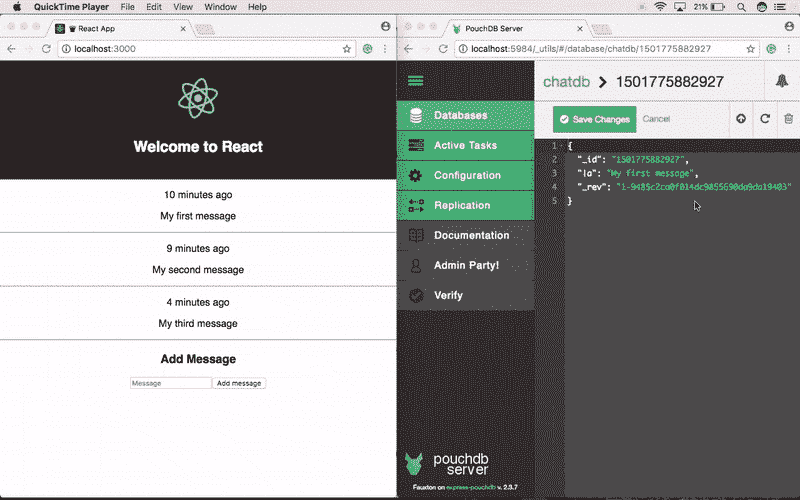 QuickTime Player File Edit View Window Help 21%
React App
localhost:3000
Welcome to React
10 minutes ago
My first message
9 minutes ago
My second message
4 minutes ago
My third message
Add Message
Message Add message
PouchDB Server
localhost:5984/_utils/#/database/chatdb/1501775882927
chatdb > 1501775882927
Databases
Active Tasks
Configuration
Replication
Documentation
Admin Party!
Verify
pouchdb
server
Fauxton on express-pouchdb v. 2.3.7
Save Changes Cancel
1 {
2 "_id": "1501775882927",
3 "My first message",
4 "_rev":
5 }